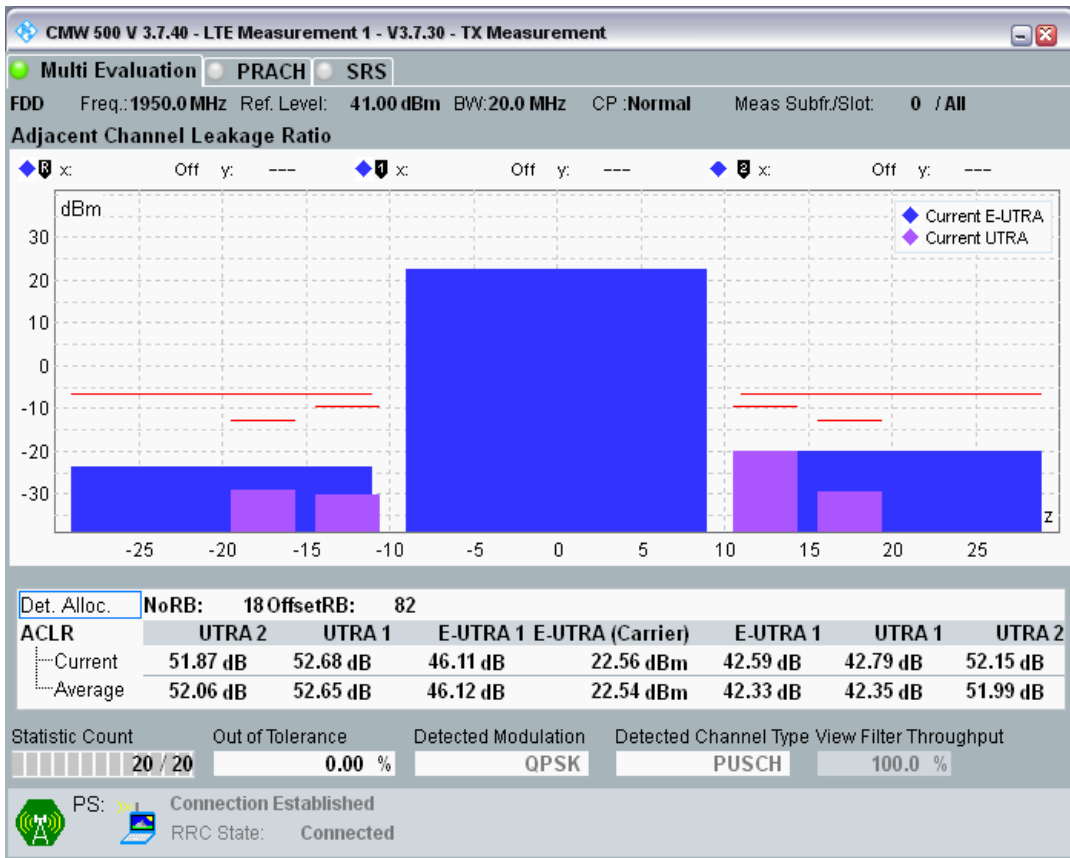 CMW 500 V 3.7.40 - LTE Measurement 1 - V3.7.30 - TX Measurement
Multi Evaluation PRACH SRS
FDD Freq.:1950.0 MHz Ref. Level: 41.00 dBm BW:20.0 MHz CP :Normal Meas Subfr./Slot: 0 / All
Adjacent Channel Leakage Ratio
R x: Off y: --- 1 x: Off y: --- 2 x: Off y: ---
dBm
Current E-UTRA
Current UTRA
30
20
10
0
-10
-20
-30
z
-25 -20 -15 -10 -5 0 5 10 15 20 25
Det. Alloc. NoRB: 18 OffsetRB: 82
ACLR UTRA 2 UTRA 1 E-UTRA 1 E-UTRA (Carrier) E-UTRA 1 UTRA 1 UTRA 2
Current 51.87 dB 52.68 dB 46.11 dB 22.56 dBm 42.59 dB 42.79 dB 52.15 dB
Average 52.06 dB 52.65 dB 46.12 dB 22.54 dBm 42.33 dB 42.35 dB 51.99 dB
Statistic Count Out of Tolerance Detected Modulation Detected Channel Type View Filter Throughput
20 / 20 0.00 % QPSK PUSCH 100.0 %
PS: Connection Established
RRC State: Connected